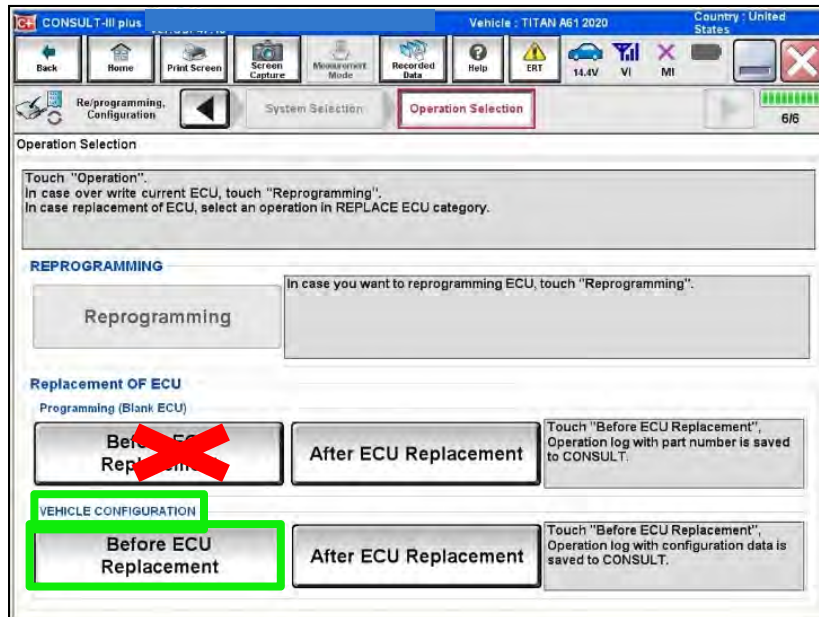 C+ CONSULT-III plus
Vehicle : TITAN A61 2020
Country : United
States
Back
Home
Print Screen
Screen
Capture
Measurement
Mode
Recorded
Data
Help
ERT
14.4V
VI
MI
Re/programming,
Configuration
System Selection
Operation Selection
6/6
Operation Selection
Touch "Operation".
In case over write current ECU, touch "Reprogramming".
In case replacement of ECU, select an operation in REPLACE ECU category.
REPROGRAMMING
Reprogramming
In case you want to reprogramming ECU, touch "Reprogramming".
Replacement OF ECU
Programming (Blank ECU)
Before ECU
Replacement
After ECU Replacement
Touch "Before ECU Replacement",
Operation log with part number is saved
to CONSULT.
VEHICLE CONFIGURATION
Before ECU
Replacement
After ECU Replacement
Touch "Before ECU Replacement",
Operation log with configuration data is
saved to CONSULT.